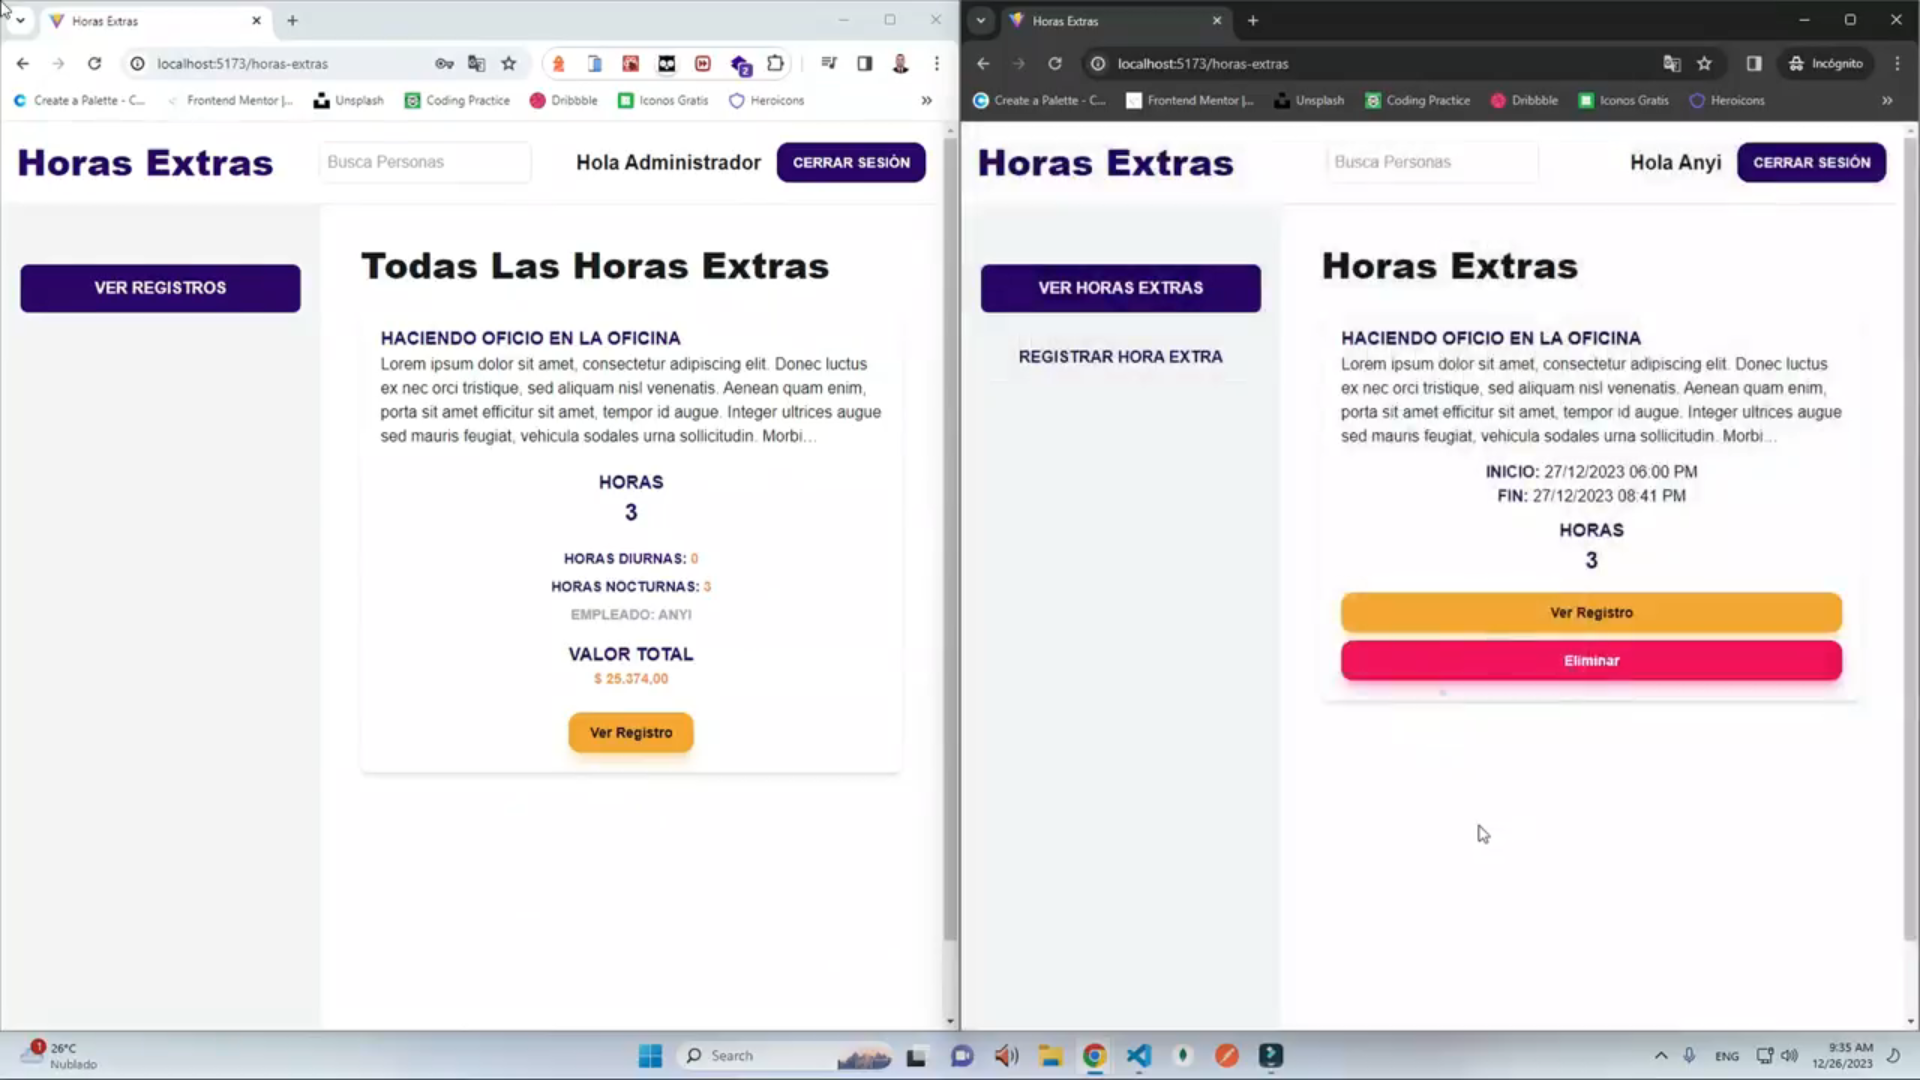 Horas Extras
localhost:5173/horas-extras
2
Create a Palette - C...
Frontend Mentor |...
Unsplash
Coding Practice
Dribbble
Iconos Gratis
Heroicons
Horas Extras
Busca Personas
Hola Administrador
CERRAR SESIÓN
VER REGISTROS
Todas Las Horas Extras
HACIENDO OFICIO EN LA OFICINA
Lorem ipsum dolor sit amet, consectetur adipiscing elit. Donec luctus
ex nec orci tristique, sed aliquam nisl venenatis. Aenean quam enim,
porta sit amet efficitur sit amet, tempor id augue. Integer ultrices augue
sed mauris feugiat, vehicula sodales urna sollicitudin. Morbi...
HORAS
3
HORAS DIURNAS: 0
HORAS NOCTURNAS: 3
EMPLEADO: ANYI
VALOR TOTAL
$ 25.374,00
Ver Registro
Horas Extras
localhost:5173/horas-extras
Incógnito
Create a Palette - C...
Frontend Mentor |...
Unsplash
Coding Practice
Dribbble
Iconos Gratis
Heroicons
Horas Extras
Busca Personas
Hola Anyi
CERRAR SESIÓN
VER HORAS EXTRAS
REGISTRAR HORA EXTRA
Horas Extras
HACIENDO OFICIO EN LA OFICINA
Lorem ipsum dolor sit amet, consectetur adipiscing elit. Donec luctus
ex nec orci tristique, sed aliquam nisl venenatis. Aenean quam enim,
porta sit amet efficitur sit amet, tempor id augue. Integer ultrices augue
sed mauris feugiat, vehicula sodales urna sollicitudin. Morbi...
INICIO: 27/12/2023 06:00 PM
FIN: 27/12/2023 08:41 PM
HORAS
3
Ver Registro
Eliminar
1
26°C
Nublado
Search
ENG
9:35 AM
12/26/2023